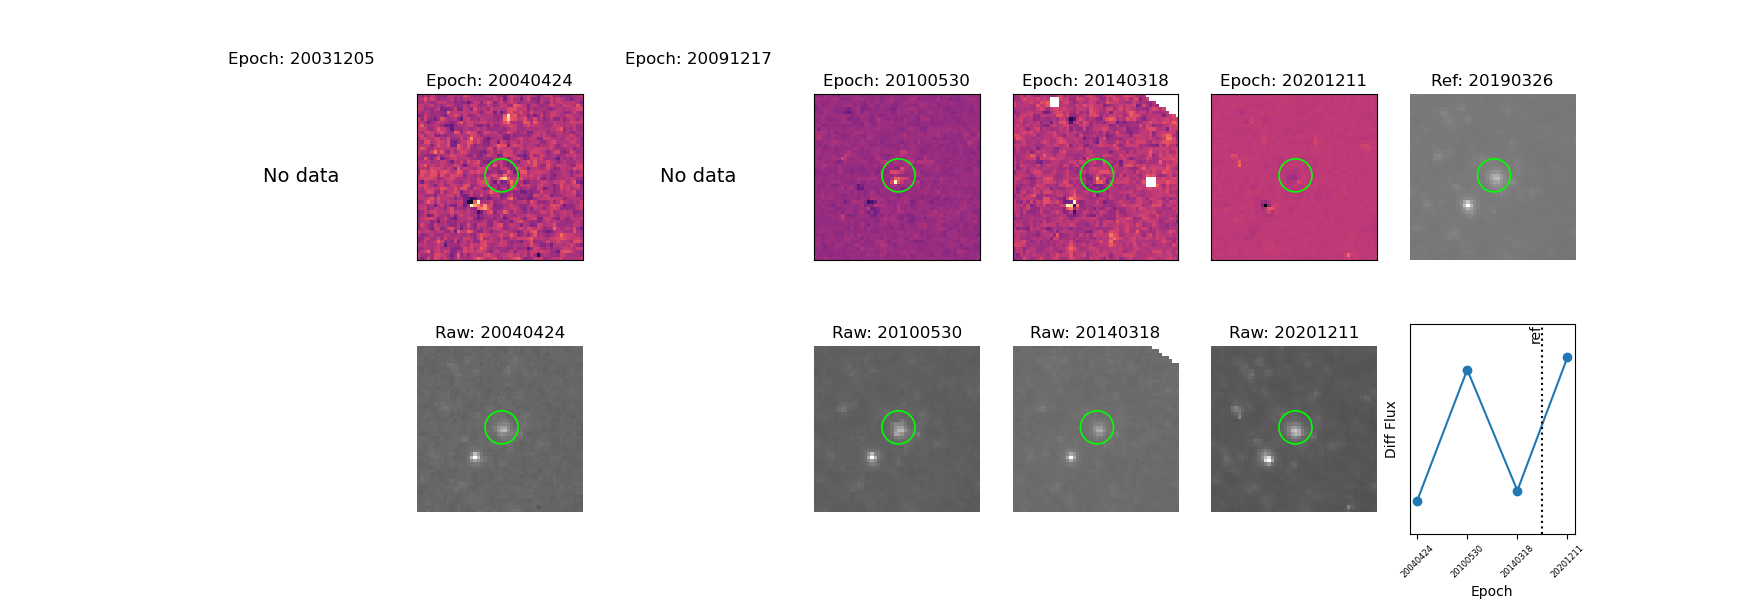 Epoch: 20031205
Epoch: 20091217
Epoch: 20040424
Epoch: 20100530
Epoch: 20140318
Epoch: 20201211
Ref: 20190326
No data
No data
Raw: 20040424
Raw: 20100530
Raw: 20140318
Raw: 20201211
ref
Diff Flux
20040424
20100530
20140318
20201211
Epoch